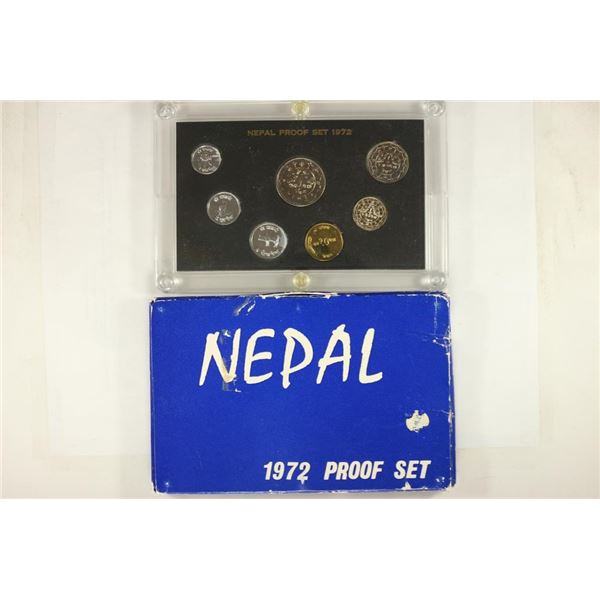 NEPAL PROOF SET 1972
NEPAL
1972 PROOF SET